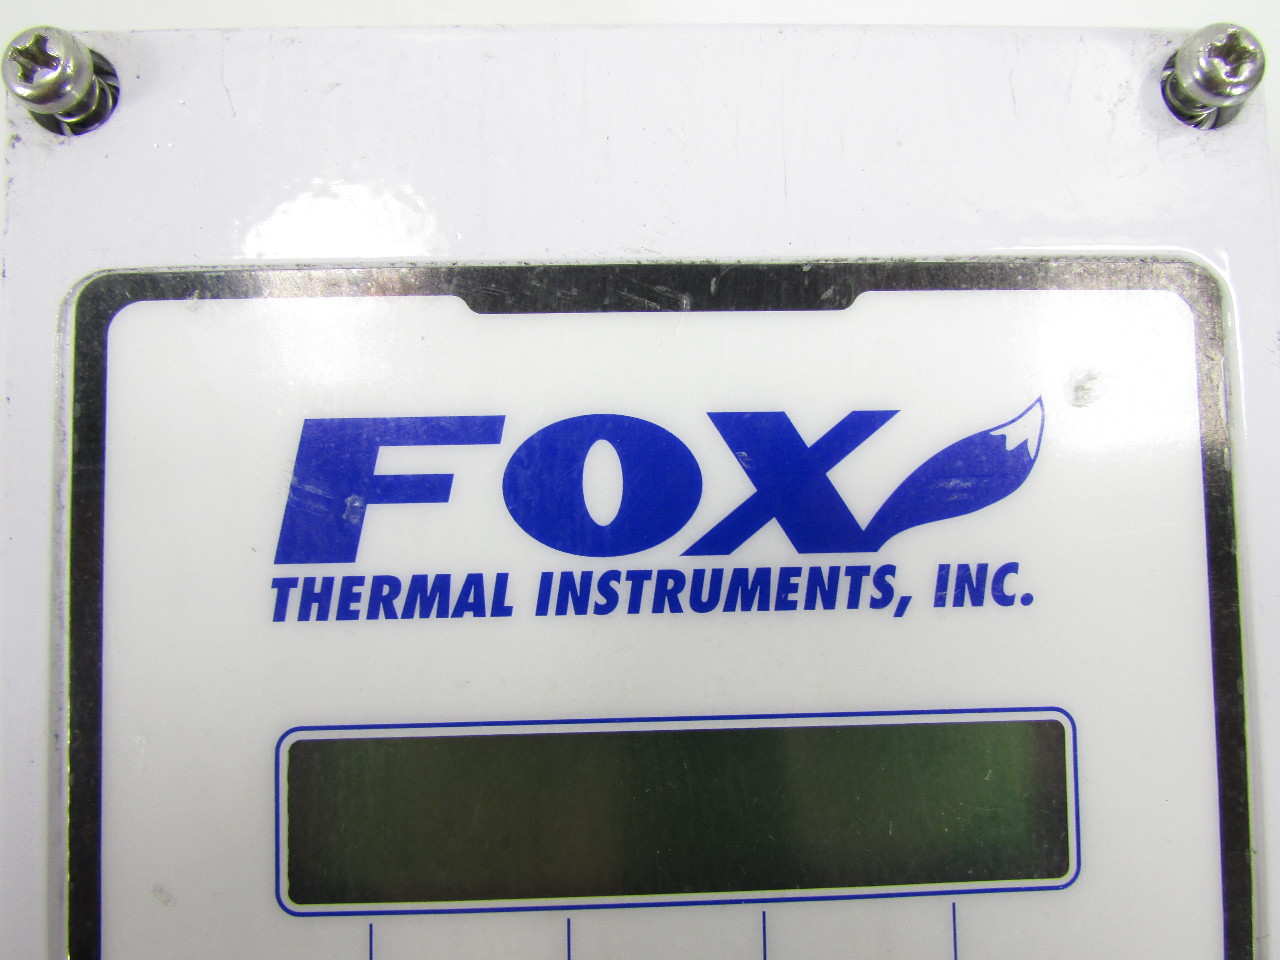 FOX
THERMAL INSTRUMENTS, INC.